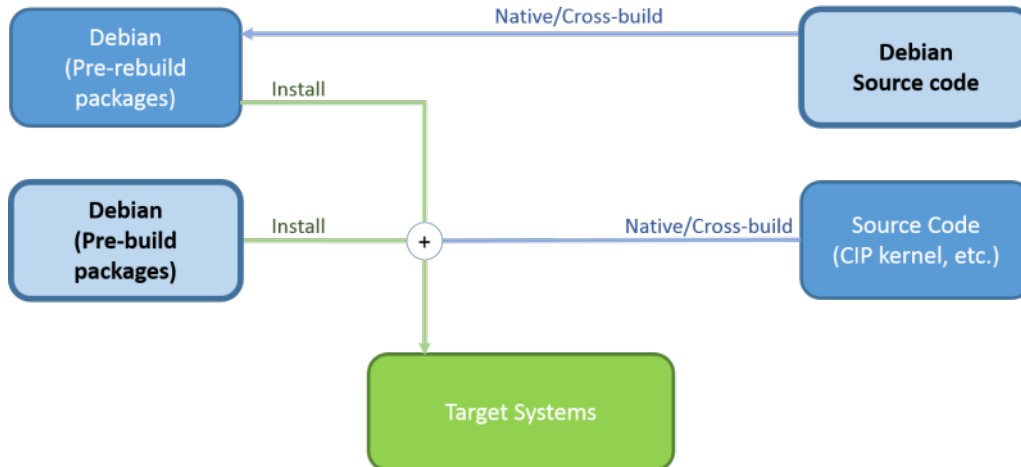 Native/Cross-build
Debian
(Pre-rebuild
packages)
Debian
Source code
Install
Debian
(Pre-build
packages)
Install
+
Native/Cross-build
Source Code
(CIP kernel, etc.)
Target Systems